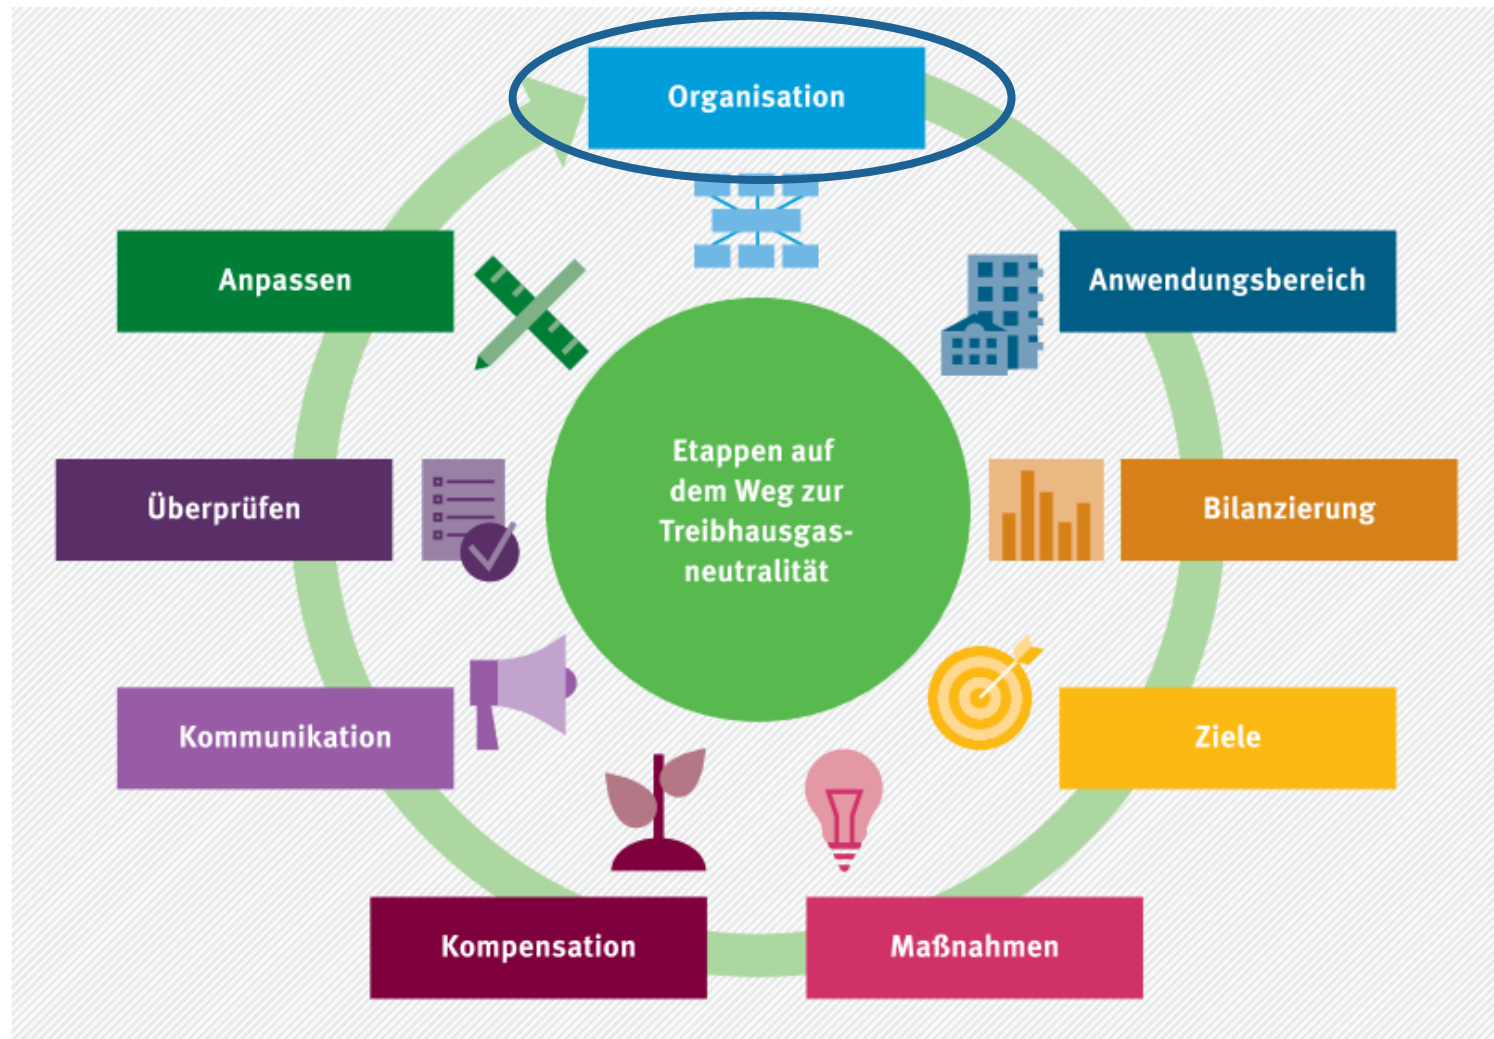 Organisation
Anwendungsbereich
Bilanzierung
Ziele
Maßnahmen
Kompensation
Kommunikation
Überprüfen
Anpassen
Etappen auf
dem Weg zur
Treibhausgas-
neutralität